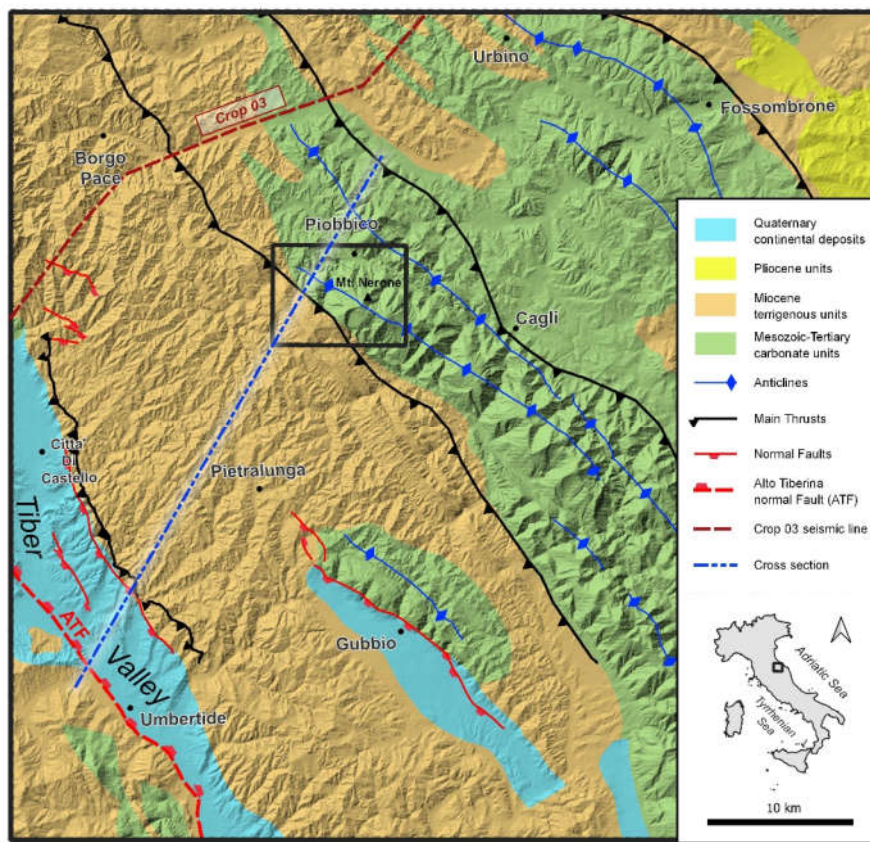 Urbino
Fossombrone
Crop 03
Borgo
Pace
Piobbico
Mt. Nerone
Cagli
Citta'
Di
Castello
Pietralunga
Tiber
Valley
ATF
Gubbio
Umbertide
Quaternary
continental deposits
Pliocene units
Miocene
terrigenous units
Mesozoic-Tertiary
carbonate units
Anticlines
Main Thrusts
Normal Faults
Alto Tiberina
normal Fault (ATF)
Crop 03 seismic line
Cross section
Adriatic Sea
Tyrrhenian
Sea
10 km